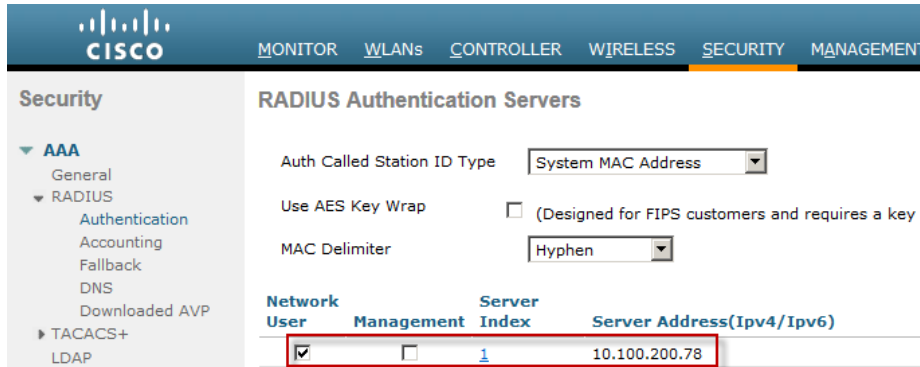 CISCO
MONITOR WLANs CONTROLLER WIRELESS SECURITY MANAGEMENT
Security
AAA
General
RADIUS
Authentication
Accounting
Fallback
DNS
Downloaded AVP
TACACS+
LDAP
RADIUS Authentication Servers
Auth Called Station ID Type System MAC Address
Use AES Key Wrap (Designed for FIPS customers and requires a key
MAC Delimiter Hyphen
Network User Management Server Index Server Address(Ipv4/Ipv6)
1 10.100.200.78